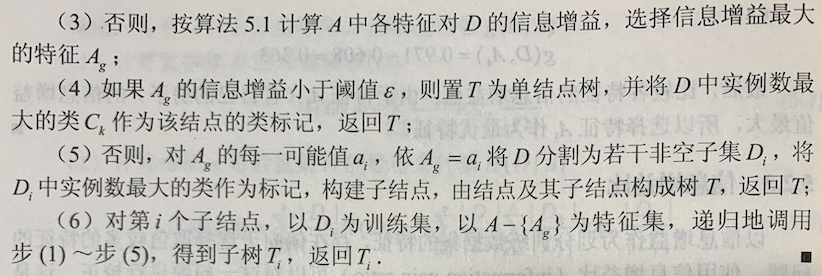 (3) 否则，按算法 5.1 计算 A 中各特征对 D 的信息增益，选择信息增益最大
的特征 A_g；
(4) 如果 A_g 的信息增益小于阈值 ε，则置 T 为单结点树，并将 D 中实例数最
大的类 C_k 作为该结点的类标记，返回 T；
(5) 否则，对 A_g 的每一可能值 a_i，依 A_g = a_i 将 D 分割为若干非空子集 D_i，将
D_i 中实例数最大的类作为标记，构建子结点，由结点及其子结点构成树 T，返回 T；
(6) 对第 i 个子结点，以 D_i 为训练集，以 A−{A_g} 为特征集，递归地调用
步 (1) ～步 (5)，得到子树 T_i，返回 T_i．